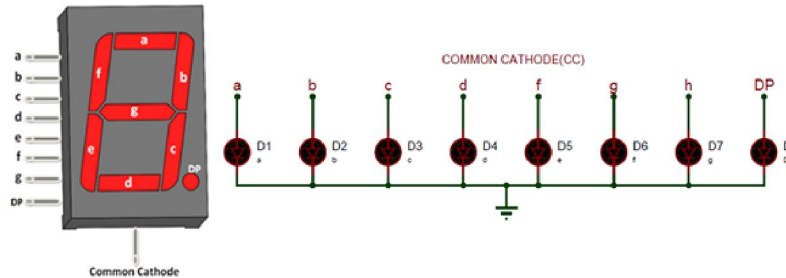 a
b
c
d
e
f
g
DP
a
f
b
g
e
c
d
DP
Common Cathode
COMMON CATHODE(CC)
a b c d f g h DP
D1 D2 D3 D4 D5 D6 D7 D
a b c d e f g